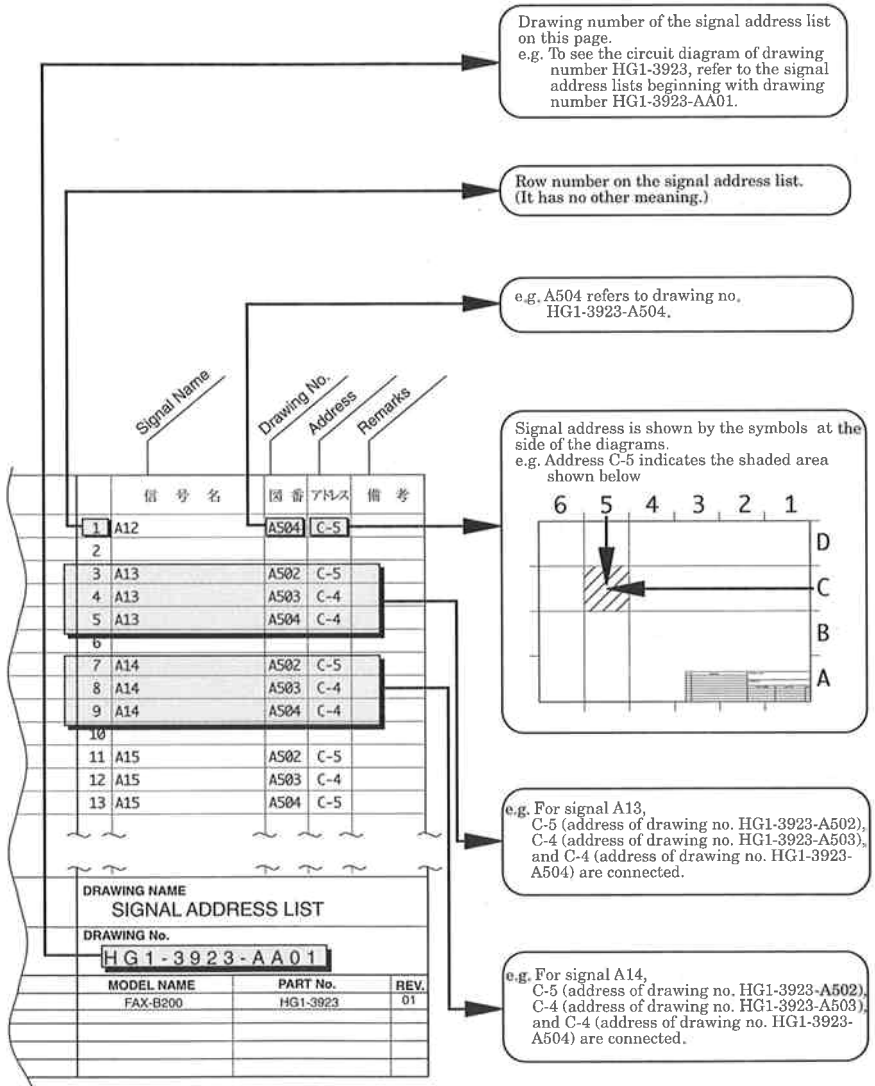 Drawing number of the signal address list
on this page.
e.g. To see the circuit diagram of drawing
number HG1-3923, refer to the signal
address lists beginning with drawing
number HG1-3923-AA01.
Row number on the signal address list.
(It has no other meaning.)
e.g. A504 refers to drawing no.
HG1-3923-A504.
Signal Name
Drawing No.
Address
Remarks
信 号 名 図 番 アドレス 備 考
1 A12 A504 C-5
2
3 A13 A502 C-5
4 A13 A503 C-4
5 A13 A504 C-4
6
7 A14 A502 C-5
8 A14 A503 C-4
9 A14 A504 C-4
10
11 A15 A502 C-5
12 A15 A503 C-4
13 A15 A504 C-5
DRAWING NAME
SIGNAL ADDRESS LIST
DRAWING No.
HG1-3923-AA01
MODEL NAME PART No. REV.
FAX-B200 HG1-3923 01
Signal address is shown by the symbols at the
side of the diagrams.
e.g. Address C-5 indicates the shaded area
shown below
6 5 4 3 2 1
D
C
B
A
e.g. For signal A13,
C-5 (address of drawing no. HG1-3923-A502),
C-4 (address of drawing no. HG1-3923-A503),
and C-4 (address of drawing no. HG1-3923-
A504) are connected.
e.g. For signal A14,
C-5 (address of drawing no. HG1-3923-A502),
C-4 (address of drawing no. HG1-3923-A503),
and C-4 (address of drawing no. HG1-3923-
A504) are connected.